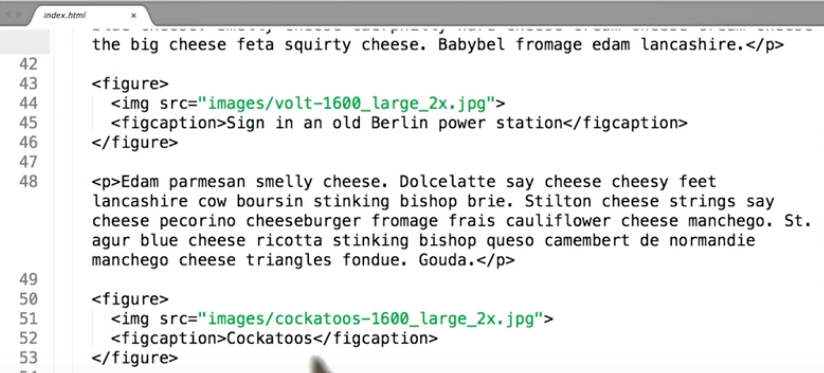 index.html
the big cheese feta squirty cheese. Babybel fromage edam lancashire.</p>
42
43 <figure>
44 <img src="images/volt-1600_large_2x.jpg">
45 <figcaption>Sign in an old Berlin power station</figcaption>
46 </figure>
47
48 <p>Edam parmesan smelly cheese. Dolcelatte say cheese cheesy feet
lancashire cow boursin stinking bishop brie. Stilton cheese strings say
cheese pecorino cheeseburger fromage frais cauliflower cheese manchego. St.
agur blue cheese ricotta stinking bishop queso camembert de normandie
manchego cheese triangles fondue. Gouda.</p>
49
50 <figure>
51 <img src="images/cockatoos-1600_large_2x.jpg">
52 <figcaption>Cockatoos</figcaption>
53 </figure>